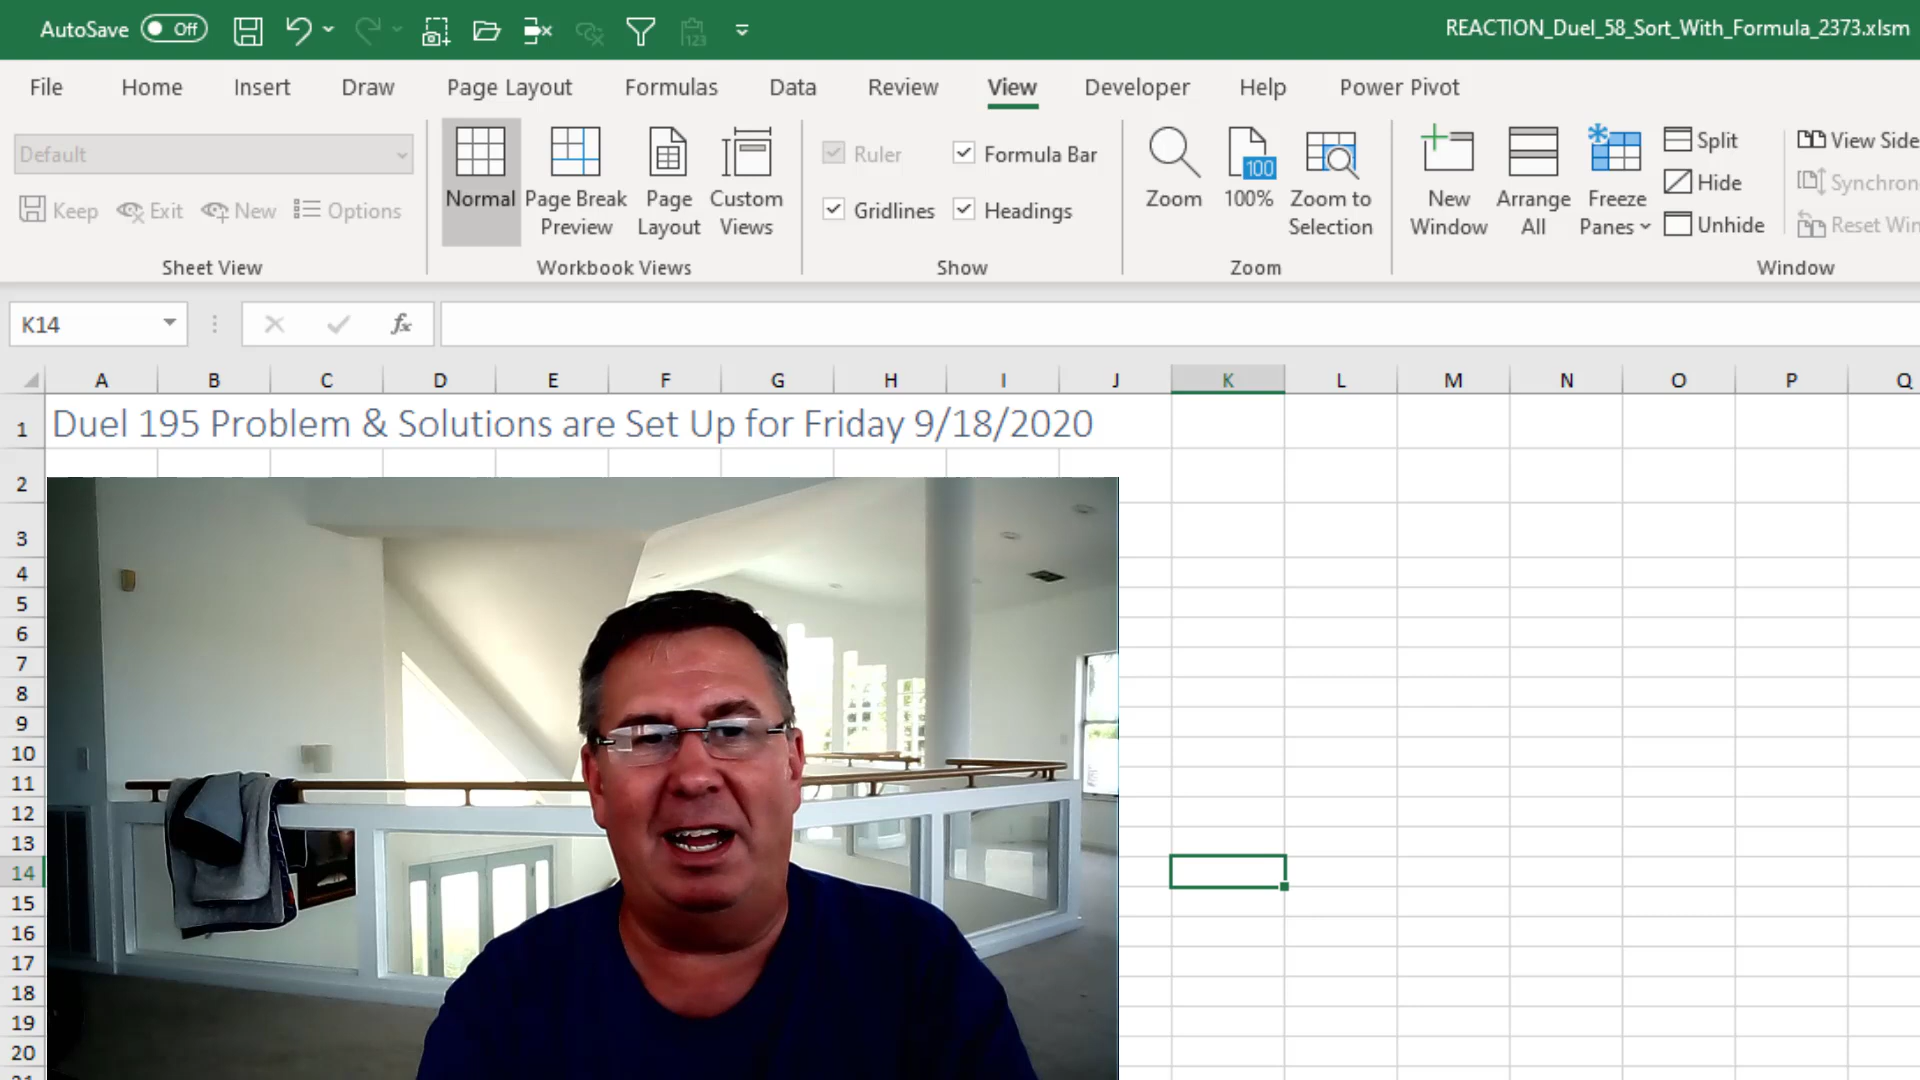 AutoSave Off REACTION_Duel_58_Sort_With_Formula_2373.xlsm
File Home Insert Draw Page Layout Formulas Data Review View Developer Help Power Pivot
Default
Keep Exit New Options
Sheet View
Normal
Page Break Preview
Page Layout
Custom Views
Workbook Views
Ruler Formula Bar
Gridlines Headings
Show
Zoom
100
100%
Zoom to Selection
Zoom
New Window
Arrange All
Freeze Panes
Split
Hide
Unhide
View Side
Synchron
Reset Win
Window
K14 fx
A B C D E F G H I J K L M N O P Q
1 Duel 195 Problem & Solutions are Set Up for Friday 9/18/2020
2
3
4
5
6
7
8
9
10
11
12
13
14
15
16
17
18
19
20